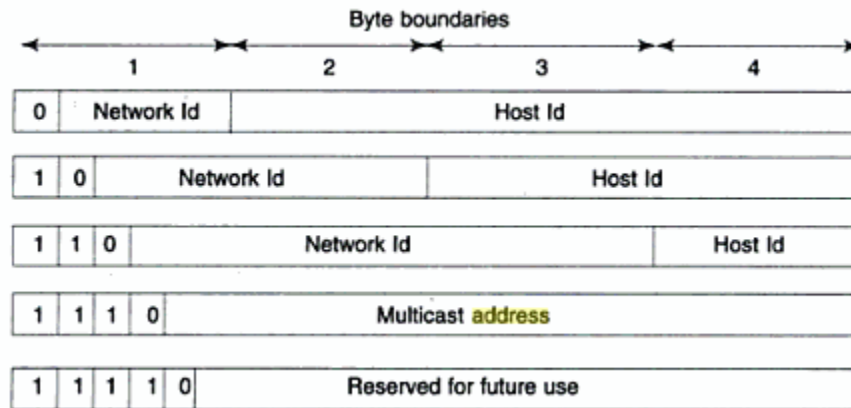 Byte boundaries
1 2 3 4
0 Network Id Host Id
1 0 Network Id Host Id
1 1 0 Network Id Host Id
1 1 1 0 Multicast address
1 1 1 1 0 Reserved for future use